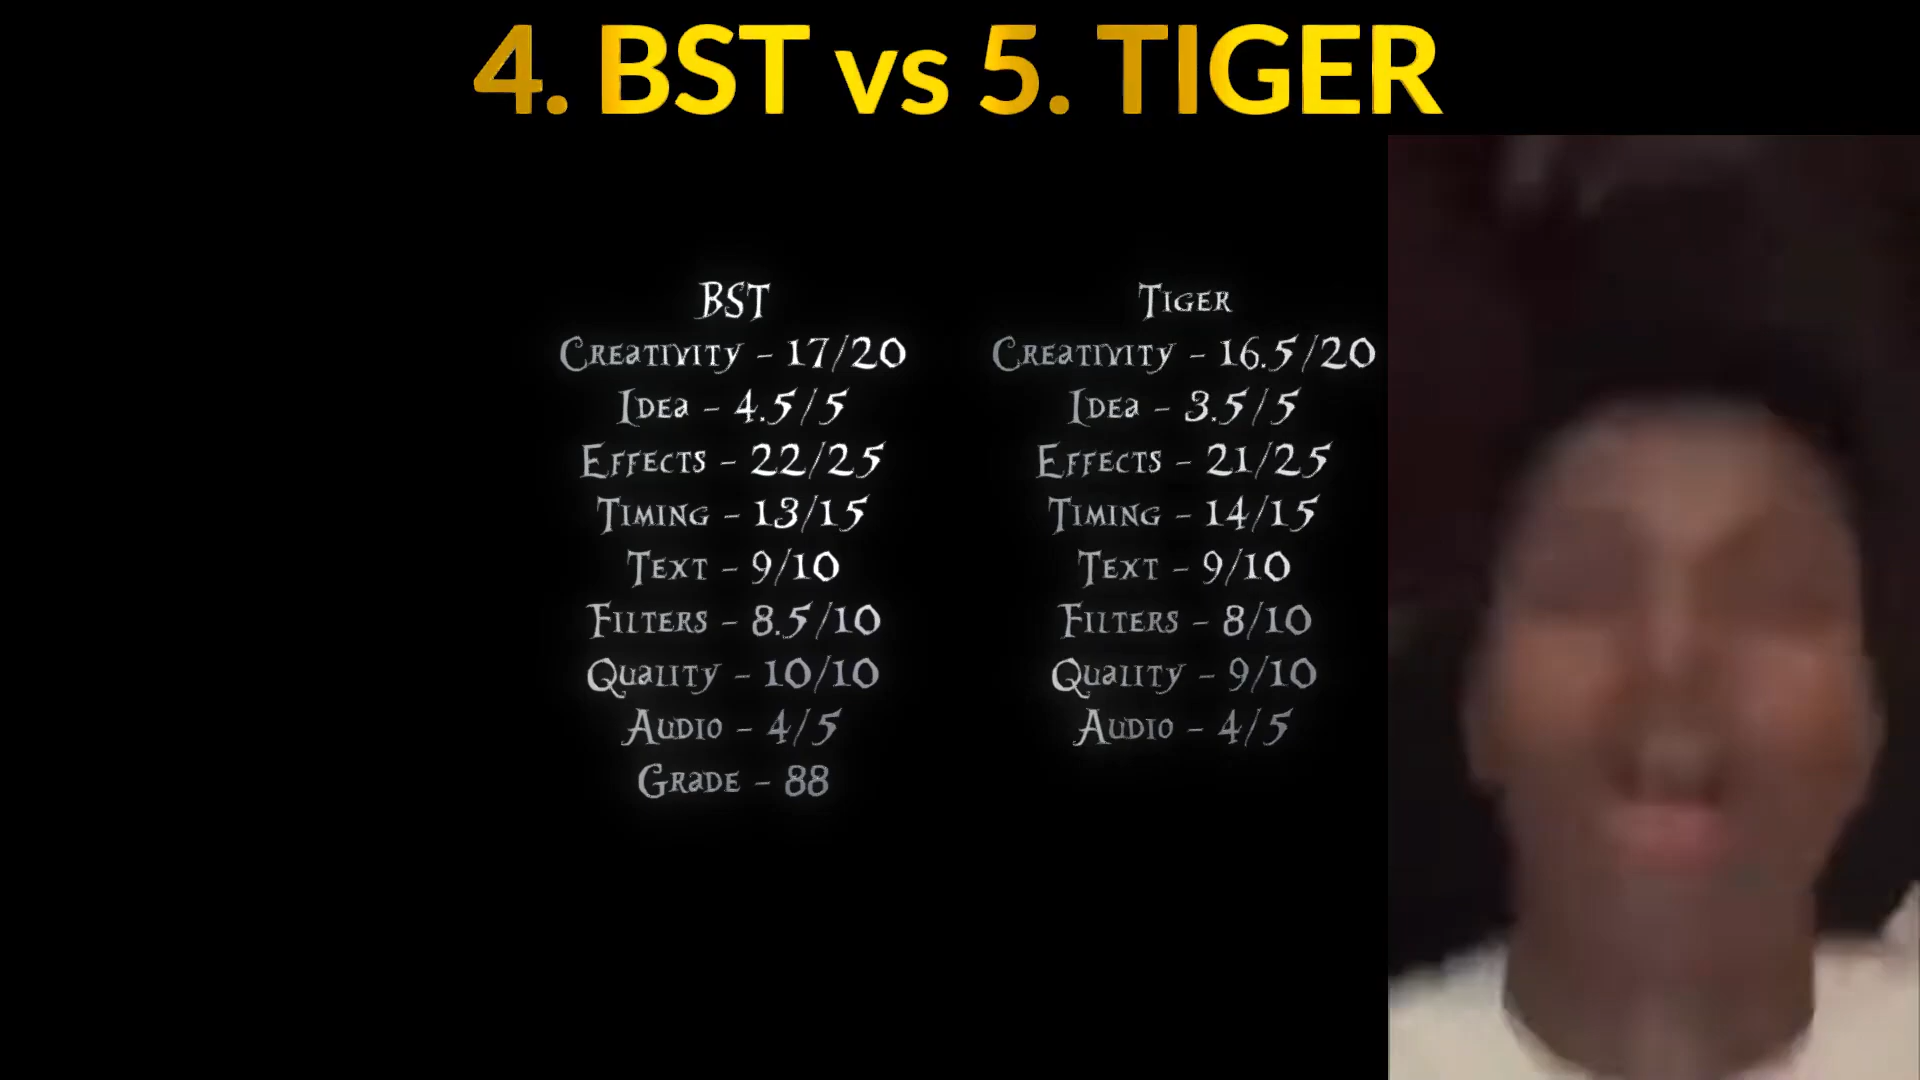 4. BST vs 5. TIGER
BST
Creativity - 17/20
Idea - 4.5/5
Effects - 22/25
Timing - 13/15
Text - 9/10
Filters - 8.5/10
Quality - 10/10
Audio - 4/5
Grade - 88
Tiger
Creativity - 16.5/20
Idea - 3.5/5
Effects - 21/25
Timing - 14/15
Text - 9/10
Filters - 8/10
Quality - 9/10
Audio - 4/5